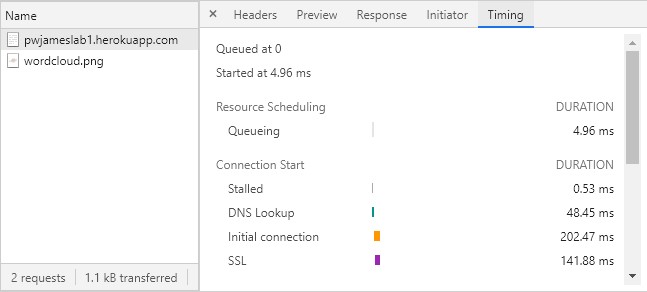 Name
pwjameslab1.herokuapp.com
wordcloud.png
2 requests 1.1 kB transferred
× Headers Preview Response Initiator Timing
Queued at 0
Started at 4.96 ms
Resource Scheduling DURATION
Queueing 4.96 ms
Connection Start DURATION
Stalled 0.53 ms
DNS Lookup 48.45 ms
Initial connection 202.47 ms
SSL 141.88 ms